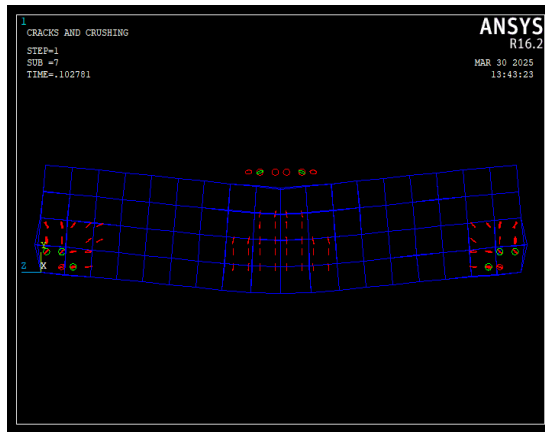 1
CRACKS AND CRUSHING
STEP=1
SUB =7
TIME=.102781
ANSYS
R16.2
MAR 30 2025
13:43:23
Y
Z X